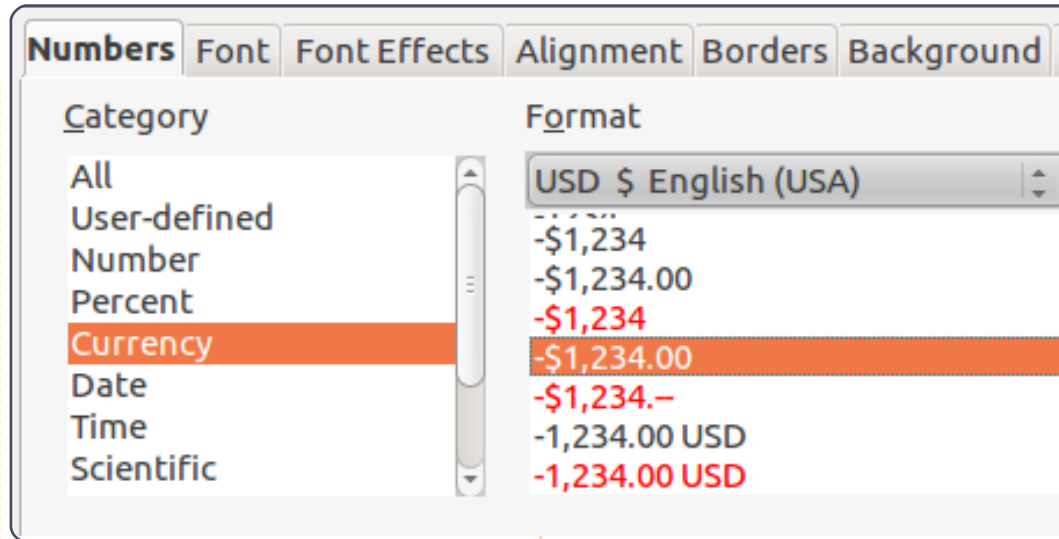 Numbers Font Font Effects Alignment Borders Background
Category
All
User-defined
Number
Percent
Currency
Date
Time
Scientific
Format
USD $ English (USA)
-$1,234
-$1,234.00
-$1,234
-$1,234.00
-$1,234.--
-1,234.00 USD
-1,234.00 USD